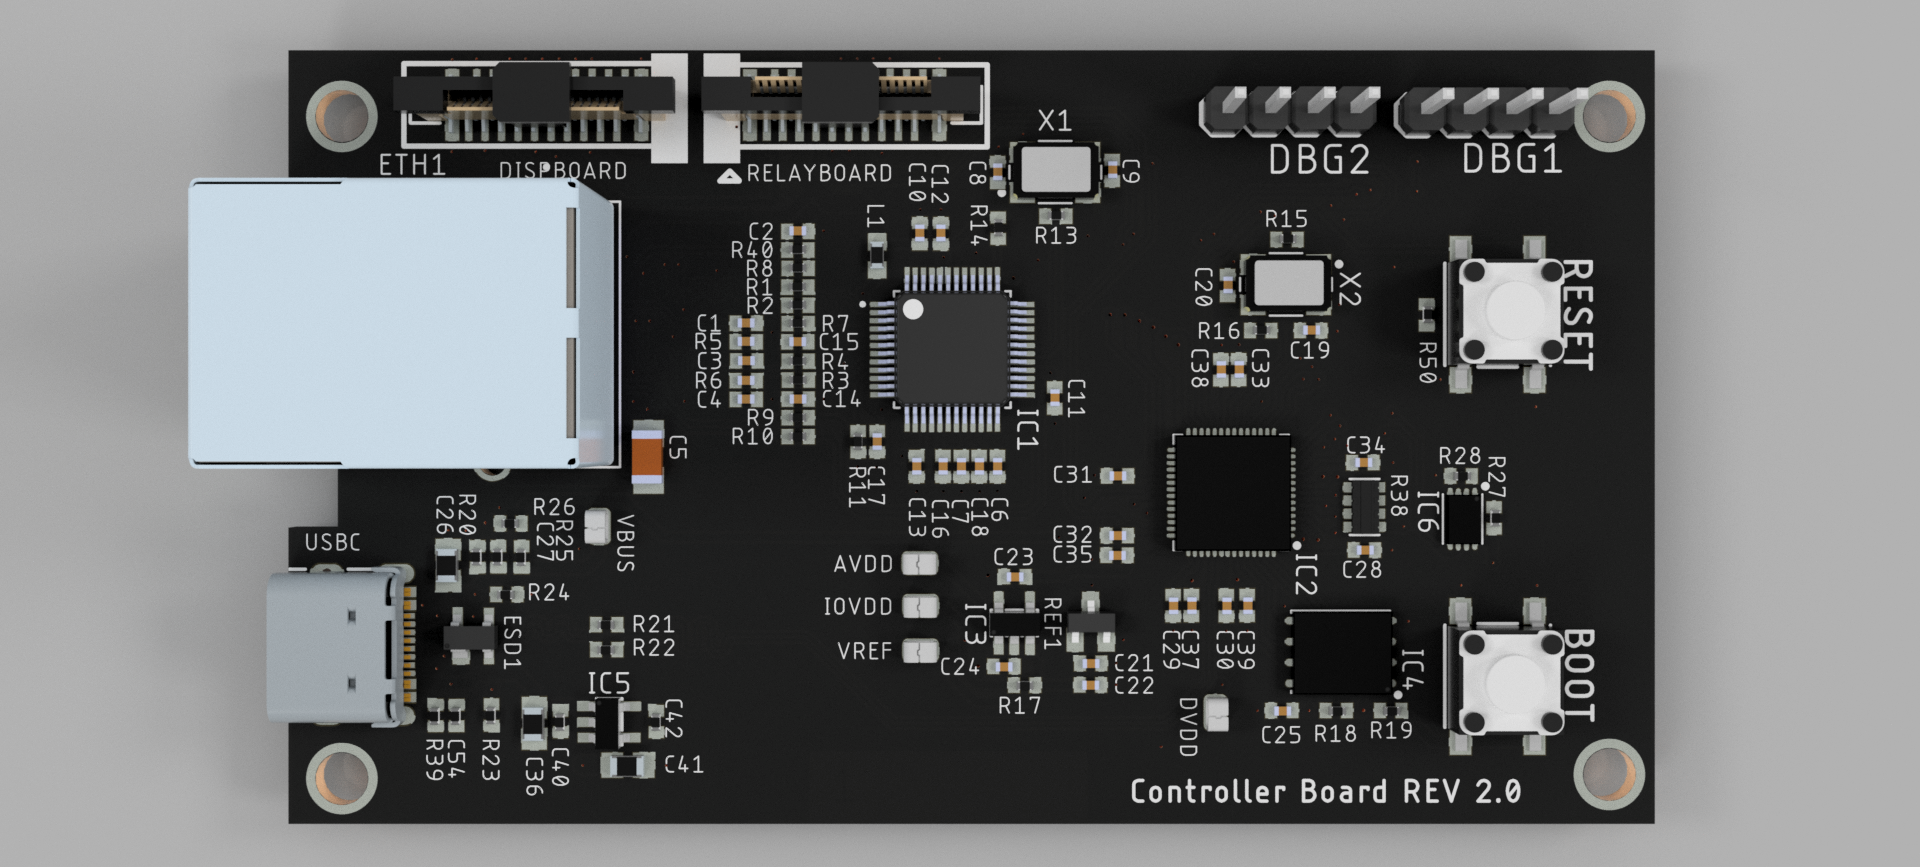 ETH1
DISPBOARD
RELAYBOARD
X1
DBG2
DBG1
C10
C12
C8
C9
R14
R13
L1
C2
R40
R8
R1
R2
C1
R5
C3
R6
C4
R7
C15
R4
R3
C14
R9
R10
C5
R11
C17
IC1
C11
C13
C16
C7
C18
C6
R15
C20
X2
R16
C19
C38
C33
R50
RESET
C31
C32
C35
IC2
C34
R38
C28
IC6
R28
R27
USBC
C26
R20
R26
C27
R25
VBUS
R24
ESD1
R21
R22
IC5
C42
C41
R39
C54
R23
C36
C40
AVDD
IOVDD
VREF
C23
IC3
REF1
C24
R17
C21
C22
C29
C37
C30
C39
IC4
DVDD
C25
R18
R19
BOOT
Controller Board REV 2.0